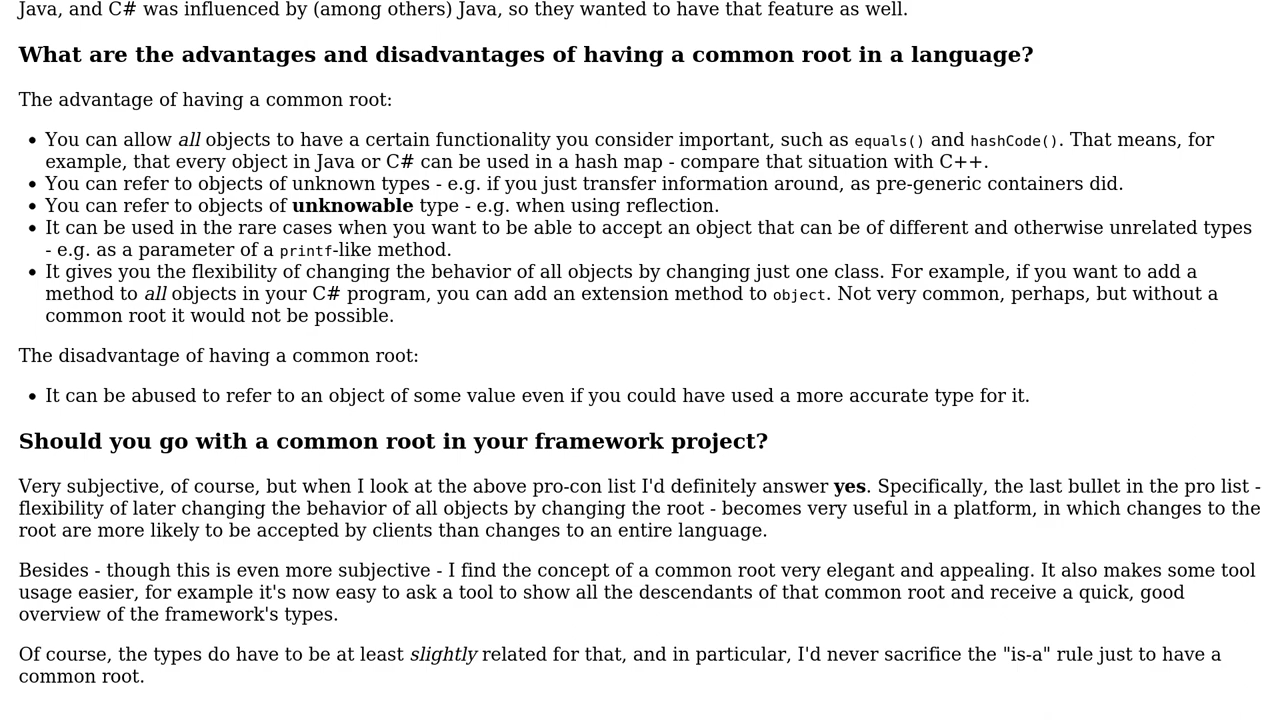 Java, and C# was influenced by (among others) Java, so they wanted to have that feature as well.
What are the advantages and disadvantages of having a common root in a language?
The advantage of having a common root:
• You can allow all objects to have a certain functionality you consider important, such as equals() and hashCode(). That means, for
example, that every object in Java or C# can be used in a hash map - compare that situation with C++.
• You can refer to objects of unknown types - e.g. if you just transfer information around, as pre-generic containers did.
• You can refer to objects of unknowable type - e.g. when using reflection.
• It can be used in the rare cases when you want to be able to accept an object that can be of different and otherwise unrelated types
- e.g. as a parameter of a printf-like method.
• It gives you the flexibility of changing the behavior of all objects by changing just one class. For example, if you want to add a
method to all objects in your C# program, you can add an extension method to object. Not very common, perhaps, but without a
common root it would not be possible.
The disadvantage of having a common root:
• It can be abused to refer to an object of some value even if you could have used a more accurate type for it.
Should you go with a common root in your framework project?
Very subjective, of course, but when I look at the above pro-con list I'd definitely answer yes. Specifically, the last bullet in the pro list -
flexibility of later changing the behavior of all objects by changing the root - becomes very useful in a platform, in which changes to the
root are more likely to be accepted by clients than changes to an entire language.
Besides - though this is even more subjective - I find the concept of a common root very elegant and appealing. It also makes some tool
usage easier, for example it's now easy to ask a tool to show all the descendants of that common root and receive a quick, good
overview of the framework's types.
Of course, the types do have to be at least slightly related for that, and in particular, I'd never sacrifice the "is-a" rule just to have a
common root.